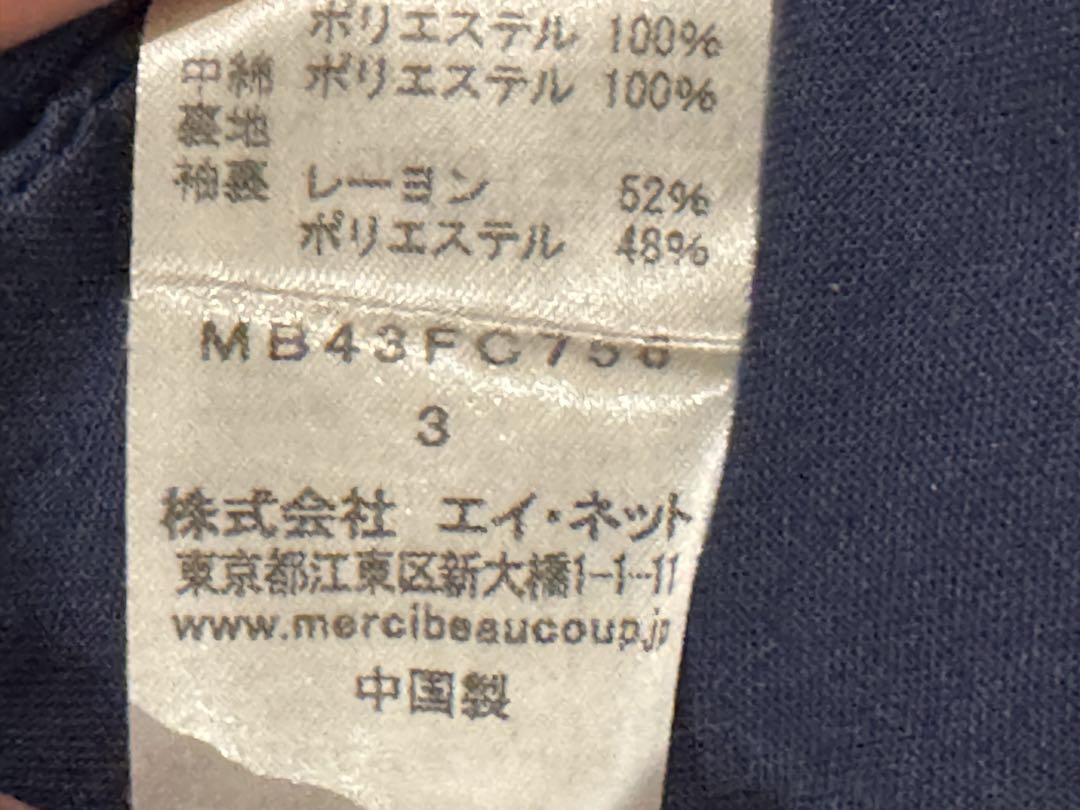 ポリエステル 100%
中綿 ポリエステル 100%
裏地
袖裏 レーヨン 52%
ポリエステル 48%
MB43FC756
3
株式会社 エイ・ネット
東京都江東区新大橋1-1-11
www.mercibeaucoup.jp
中国製